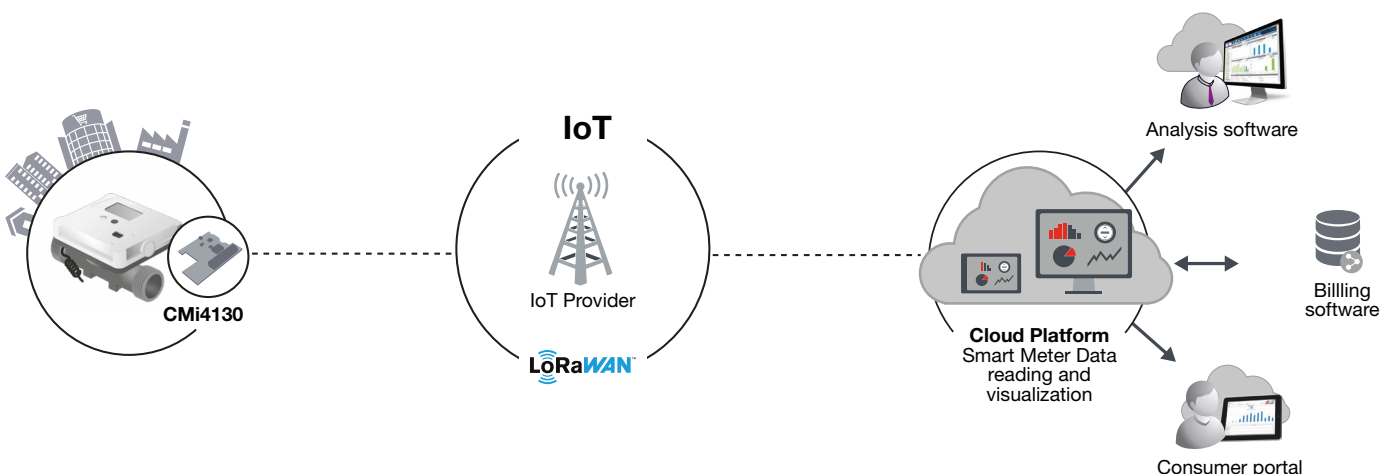 IoT
Analysis software
CMi4130
IoT Provider
LoRaWAN
Cloud Platform
Smart Meter Data
reading and
visualization
Billling
software
Consumer portal